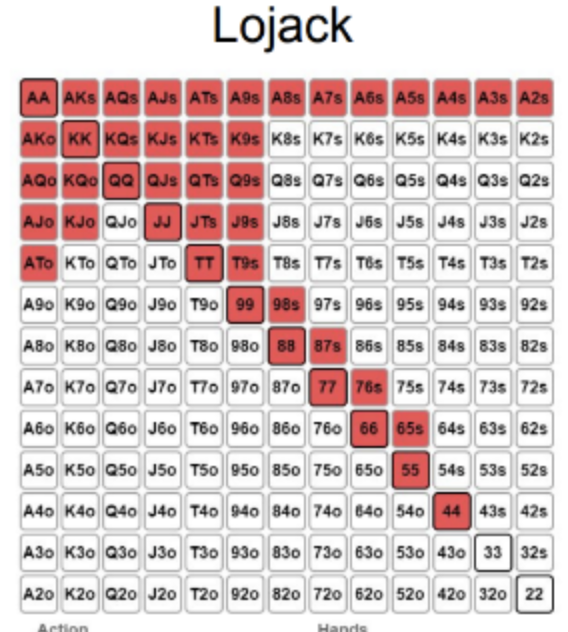 Lojack
AA AKs AQs AJs ATs A9s A8s A7s A6s A5s A4s A3s A2s
AKo KK KQs KJs KTs K9s K8s K7s K6s K5s K4s K3s K2s
AQo KQo QQ QJs QTs Q9s Q8s Q7s Q6s Q5s Q4s Q3s Q2s
AJo KJo QJo JJ JTs J9s J8s J7s J6s J5s J4s J3s J2s
ATo KTo QTo JTo TT T9s T8s T7s T6s T5s T4s T3s T2s
A9o K9o Q9o J9o T9o 99 98s 97s 96s 95s 94s 93s 92s
A8o K8o Q8o J8o T8o 98o 88 87s 86s 85s 84s 83s 82s
A7o K7o Q7o J7o T7o 97o 87o 77 76s 75s 74s 73s 72s
A6o K6o Q6o J6o T6o 96o 86o 76o 66 65s 64s 63s 62s
A5o K5o Q5o J5o T5o 95o 85o 75o 65o 55 54s 53s 52s
A4o K4o Q4o J4o T4o 94o 84o 74o 64o 54o 44 43s 42s
A3o K3o Q3o J3o T3o 93o 83o 73o 63o 53o 43o 33 32s
A2o K2o Q2o J2o T2o 92o 82o 72o 62o 52o 42o 32o 22
Action Hands